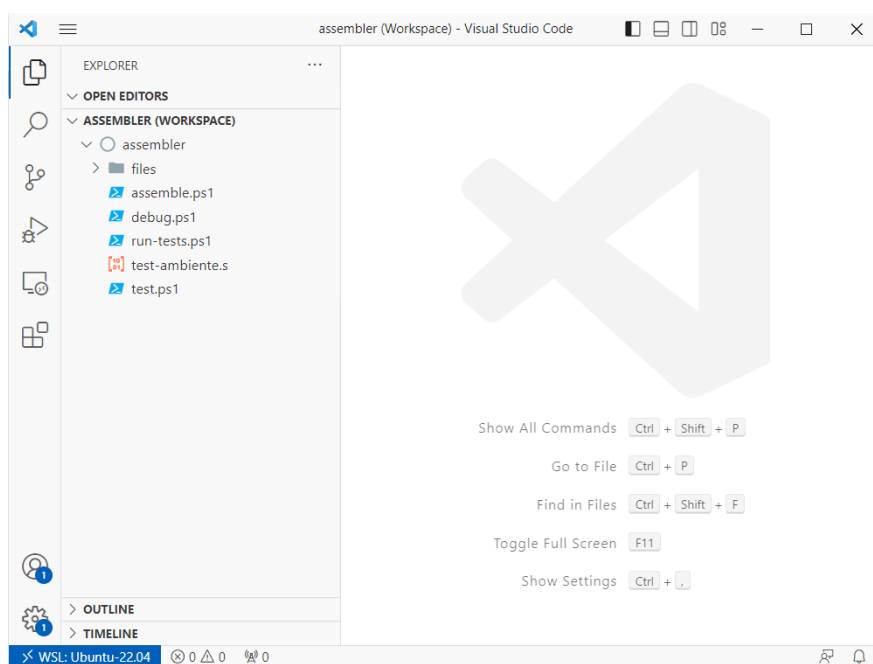 assembler (Workspace) - Visual Studio Code
EXPLORER
OPEN EDITORS
ASSEMBLER (WORKSPACE)
assembler
files
assemble.ps1
debug.ps1
run-tests.ps1
test-ambiente.s
test.ps1
Show All Commands Ctrl + Shift + P
Go to File Ctrl + P
Find in Files Ctrl + Shift + F
Toggle Full Screen F11
Show Settings Ctrl + ,
1
OUTLINE
1
TIMELINE
WSL: Ubuntu-22.04 0 0 0